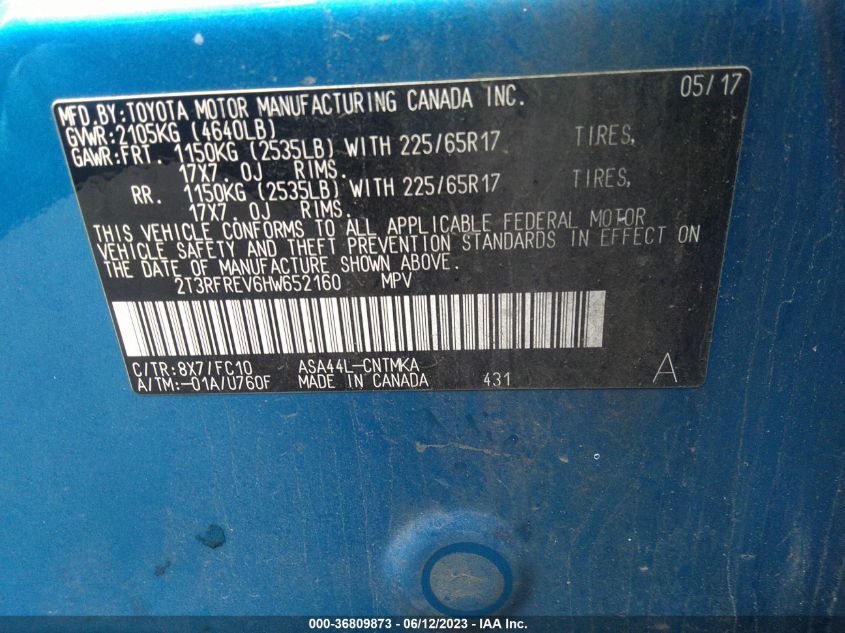 MFD.BY:TOYOTA MOTOR MANUFACTURING CANADA INC. 05/17
GVWR:2105KG (4640LB)
GAWR:FRT. 1150KG (2535LB) WITH 225/65R17 TIRES,
17X7.0J RIMS.
RR. 1150KG (2535LB) WITH 225/65R17 TIRES,
17X7.0J RIMS.
THIS VEHICLE CONFORMS TO ALL APPLICABLE FEDERAL MOTOR
VEHICLE SAFETY AND THEFT PREVENTION STANDARDS IN EFFECT ON
THE DATE OF MANUFACTURE SHOWN ABOVE.
2T3RFREV6HW652160 MPV
C/TR:8X7/FC10 ASA44L-CNTMKA
A/TM:-01A/U760F MADE IN CANADA 431 A
000-36809873 - 06/12/2023 - IAA Inc.